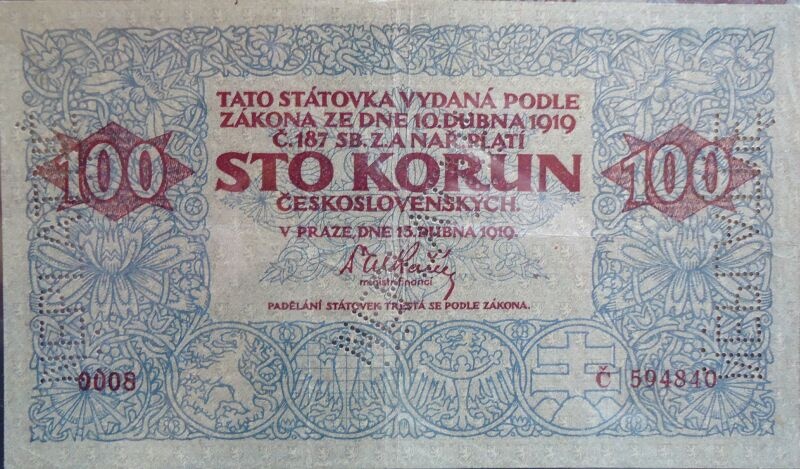 TATO STÁTOVKA VYDANÁ PODLE
ZÁKONA ZE DNE 10. DUBNA 1919
Č. 187 SB. Z. A NAŘ. PLATÍ
100
STO KORUN
100
ČESKOSLOVENSKÝCH.
V PRAZE, DNE 15. DUBNA 1919.
ministr financí
PADĚLÁNÍ STÁTOVEK TRESTÁ SE PODLE ZÁKONA.
0008
Č 594840
NEPLATNÉ